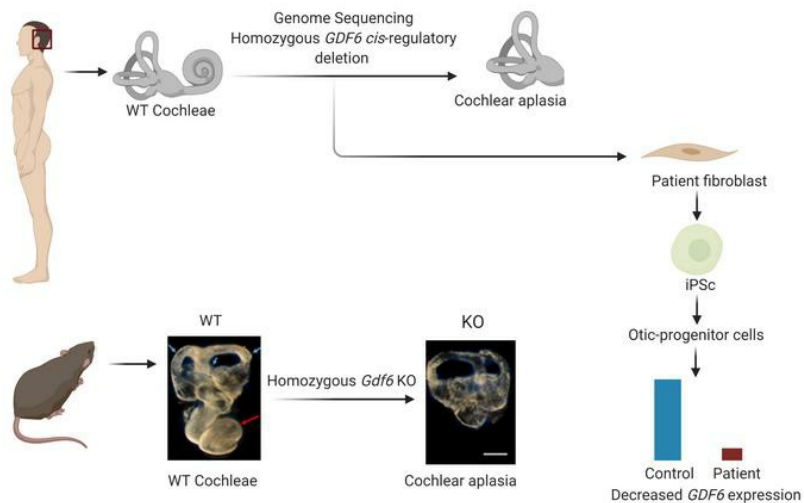 Genome Sequencing
Homozygous GDF6 cis-regulatory
deletion
WT Cochleae
Cochlear aplasia
Patient fibroblast
iPSc
Otic-progenitor cells
WT
KO
Homozygous Gdf6 KO
WT Cochleae
Cochlear aplasia
Control
Patient
Decreased GDF6 expression